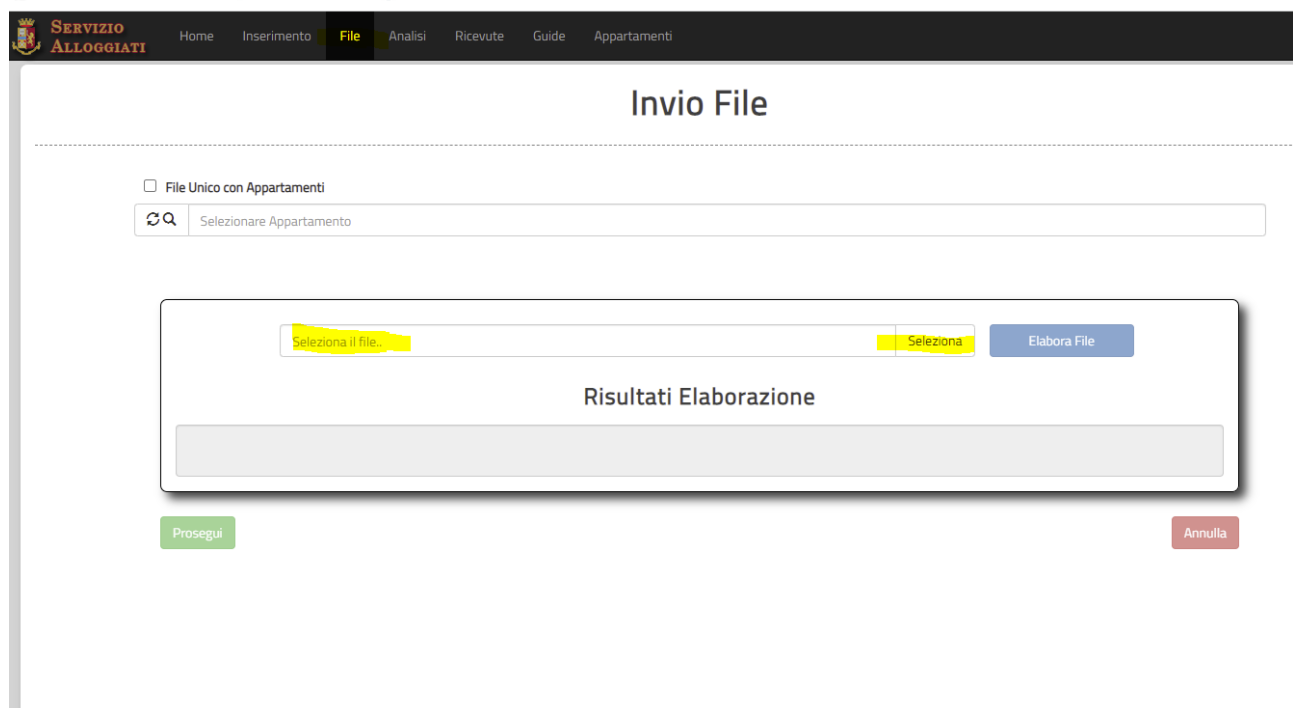 SERVIZIO
ALLOGGIATI
Home Inserimento File Analisi Ricevute Guide Appartamenti
Invio File
File Unico con Appartamenti
Selezionare Appartamento
Seleziona il file.. Seleziona Elabora File
Risultati Elaborazione
Prosegui Annulla